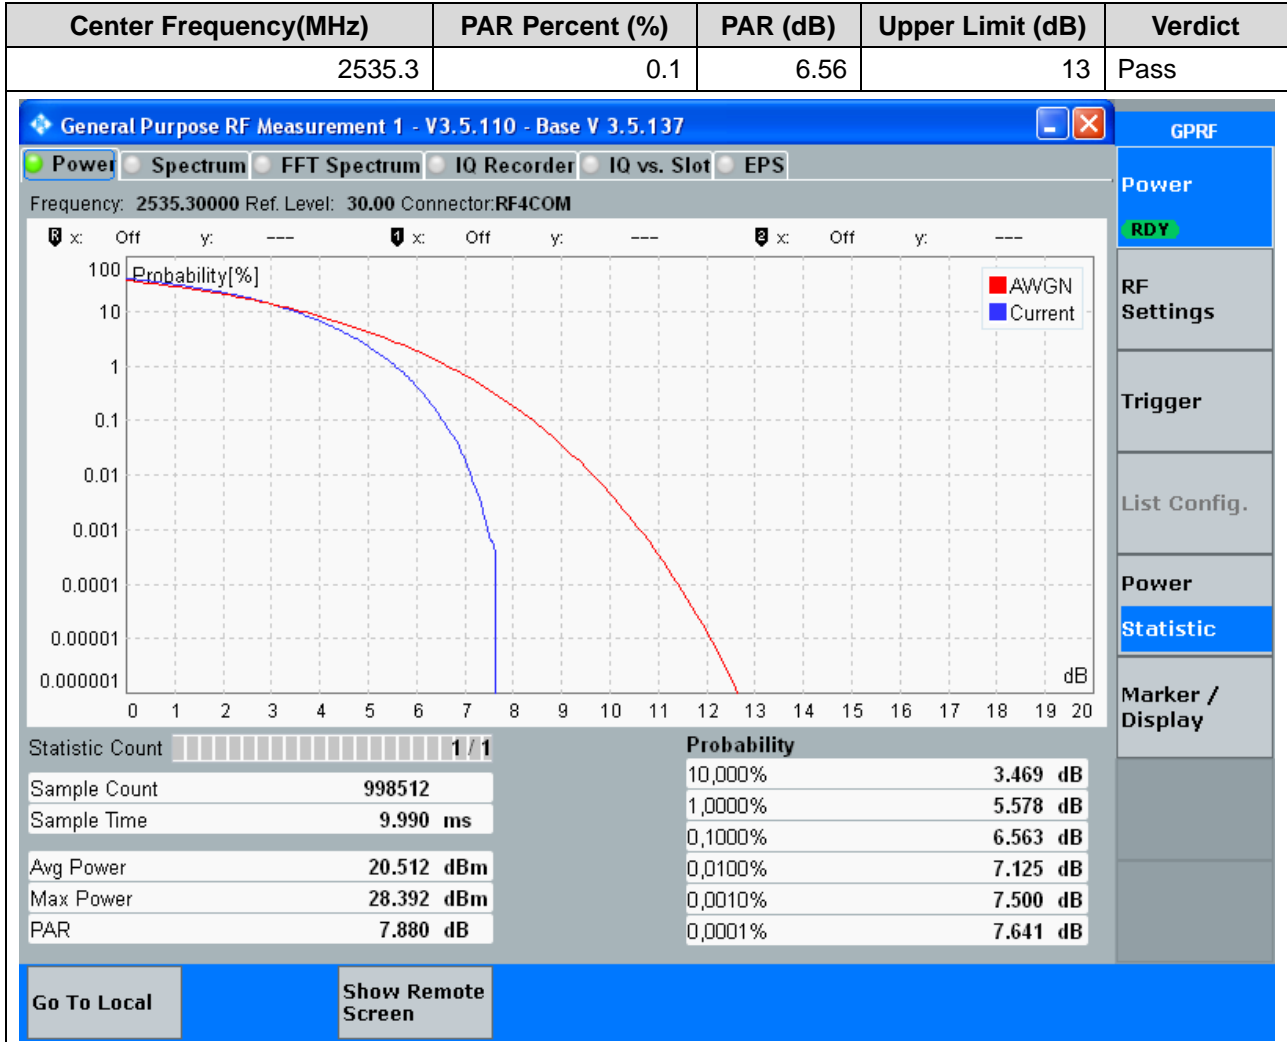 Center Frequency(MHz) PAR Percent (%) PAR (dB) Upper Limit (dB) Verdict
2535.3 0.1 6.56 13 Pass
General Purpose RF Measurement 1 - V3.5.110 - Base V 3.5.137
GPRF
Power Spectrum FFT Spectrum IQ Recorder IQ vs. Slot EPS
Frequency: 2535.30000 Ref. Level: 30.00 Connector:RF4COM
R x: Off y: --- 1 x: Off y: --- 2 x: Off y: ---
Probability[%]
100
10
1
0.1
0.01
0.001
0.0001
0.00001
0.000001
AWGN
Current
dB
0 1 2 3 4 5 6 7 8 9 10 11 12 13 14 15 16 17 18 19 20
Statistic Count 1 / 1
Sample Count 998512
Sample Time 9.990 ms
Avg Power 20.512 dBm
Max Power 28.392 dBm
PAR 7.880 dB
Probability
10,000% 3.469 dB
1,0000% 5.578 dB
0,1000% 6.563 dB
0,0100% 7.125 dB
0,0010% 7.500 dB
0,0001% 7.641 dB
Power
RDY
RF
Settings
Trigger
List Config.
Power
Statistic
Marker /
Display
Go To Local
Show Remote
Screen